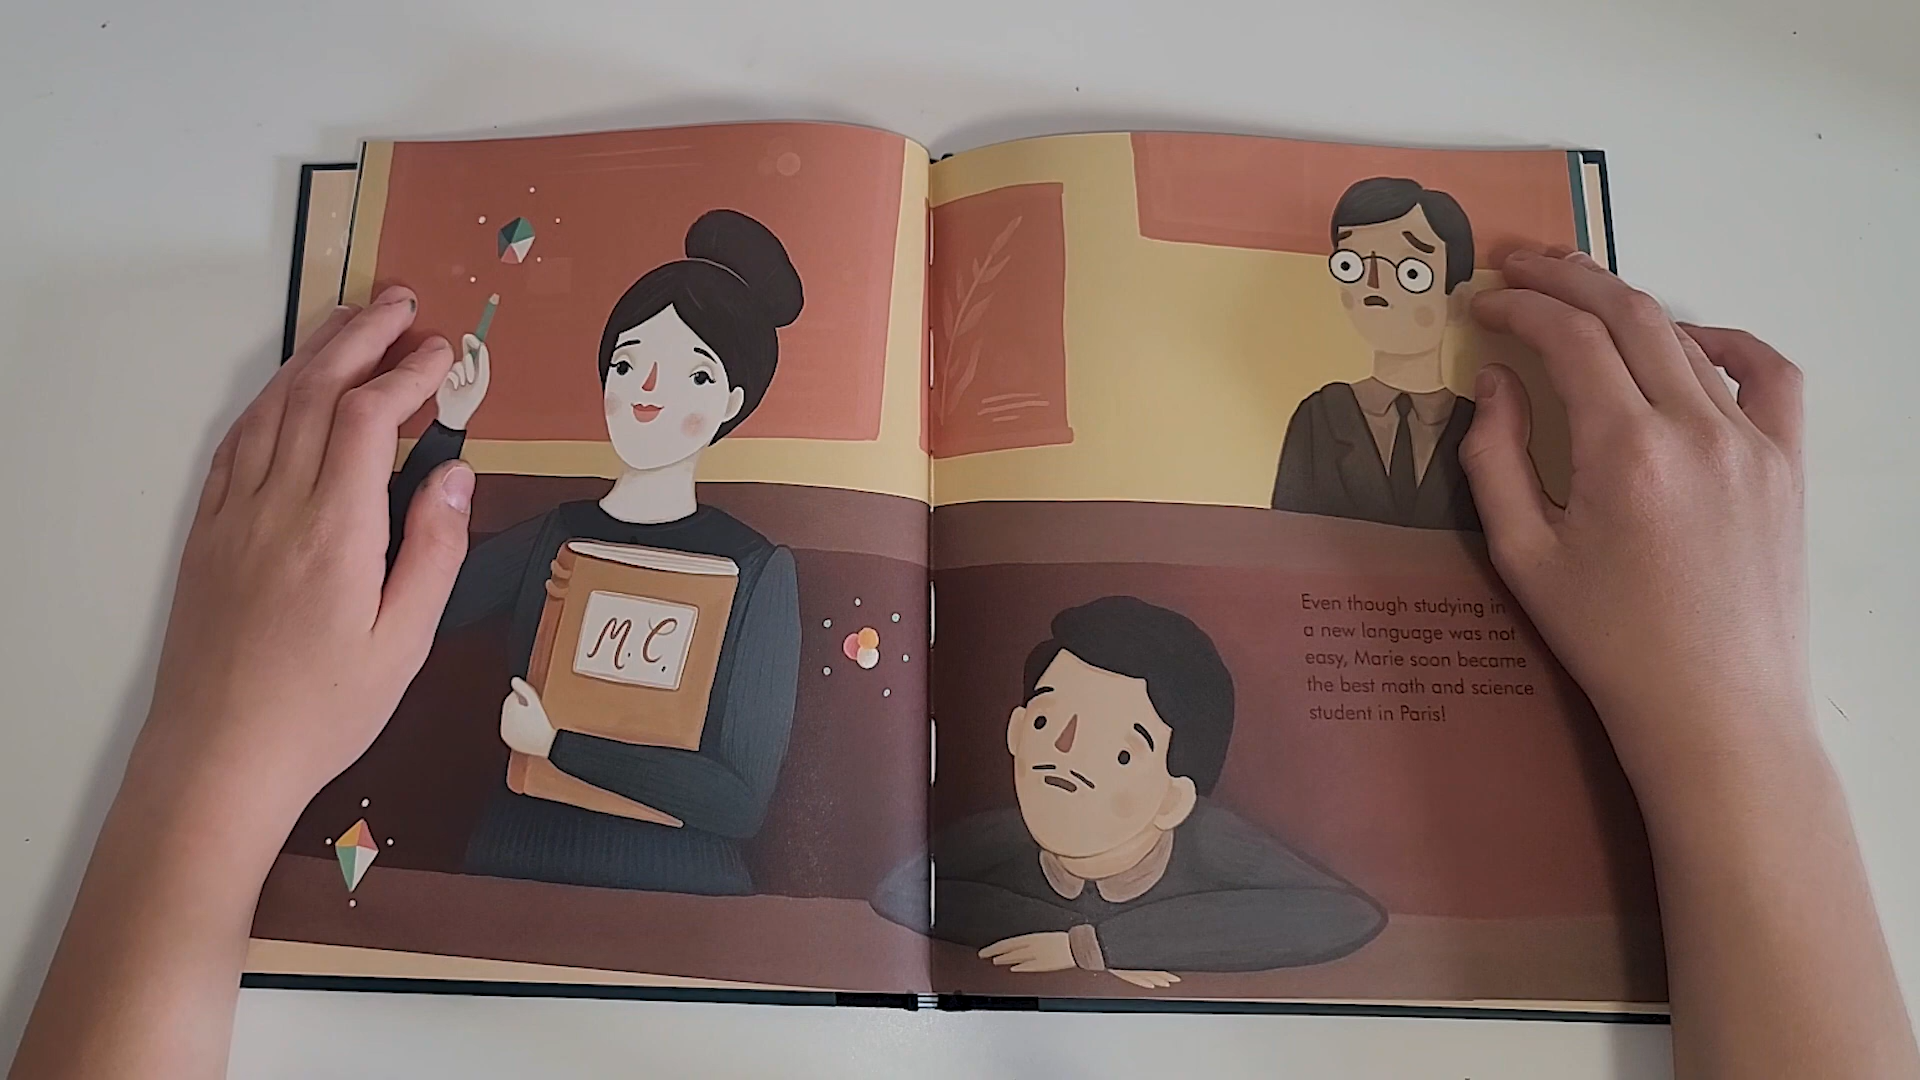 M. C.
Even though studying in
a new language was not
easy, Marie soon became
the best math and science
student in Paris!